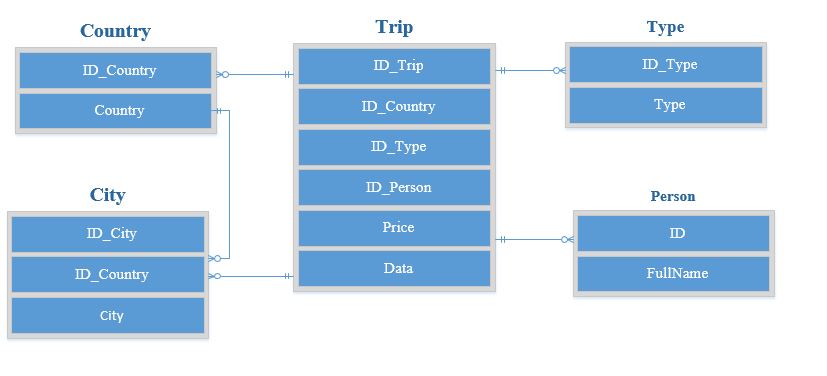 Country
ID_Country
Country
Trip
ID_Trip
ID_Country
ID_Type
ID_Person
Price
Data
Type
ID_Type
Type
City
ID_City
ID_Country
City
Person
ID
FullName